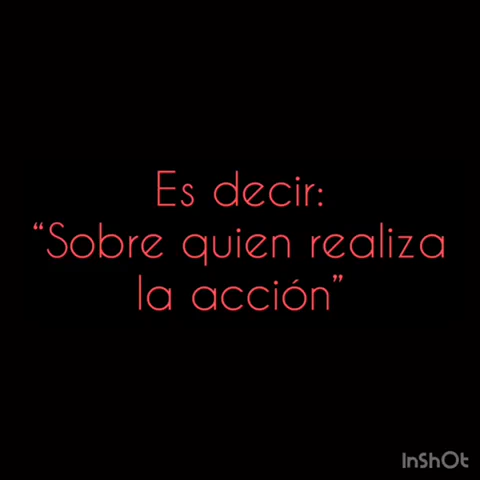 Es decir:
“Sobre quien realiza
la acción”
InShOt